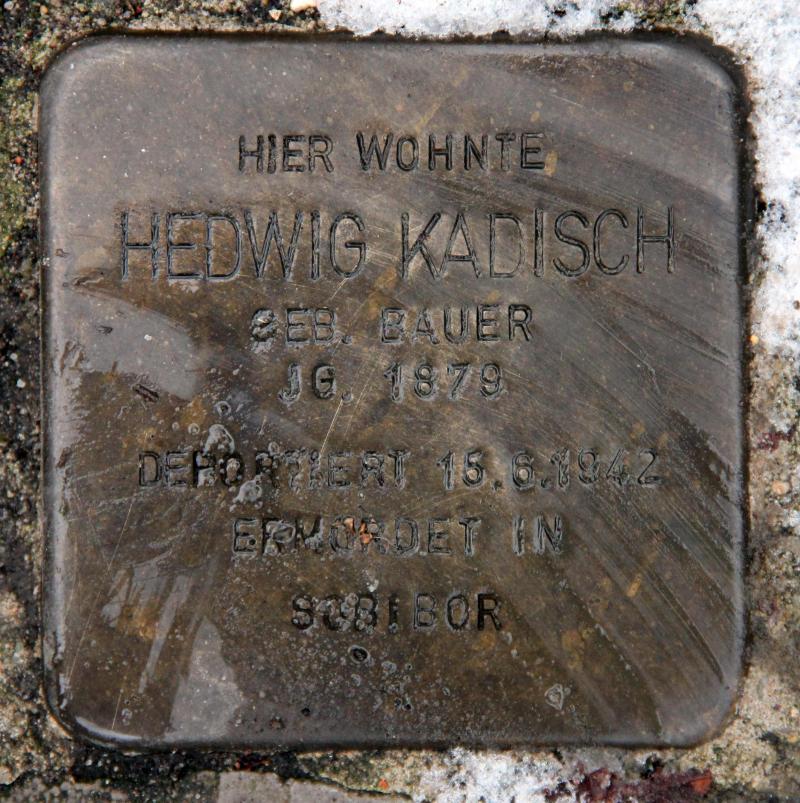 HIER WOHNTE
HEDWIG KADISCH
GEB. BAUER
JG. 1879
DEPORTIERT 15.6.1942
ERMORDET IN
SOBIBOR